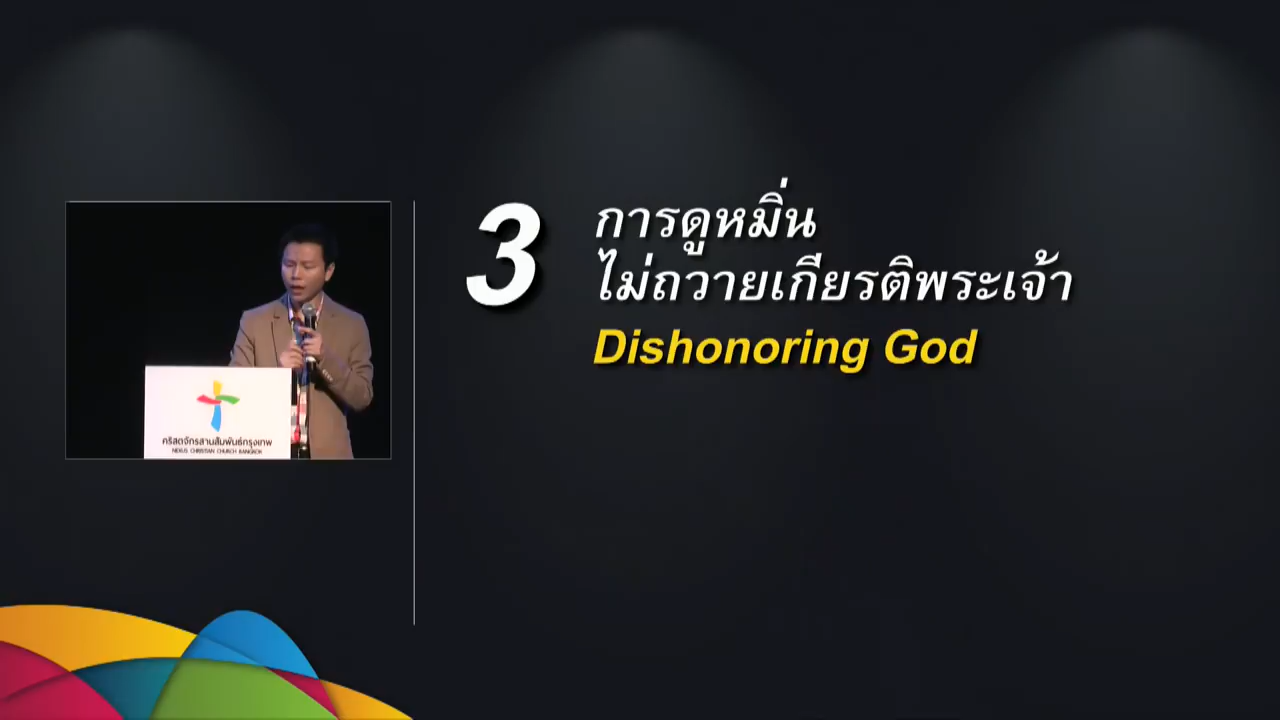 3
การดูหมิ่น
ไม่ถวายเกียรติพระเจ้า
Dishonoring God
คริสตจักรสานสัมพันธ์กรุงเทพ
NEXUS CHRISTIAN CHURCH BANGKOK